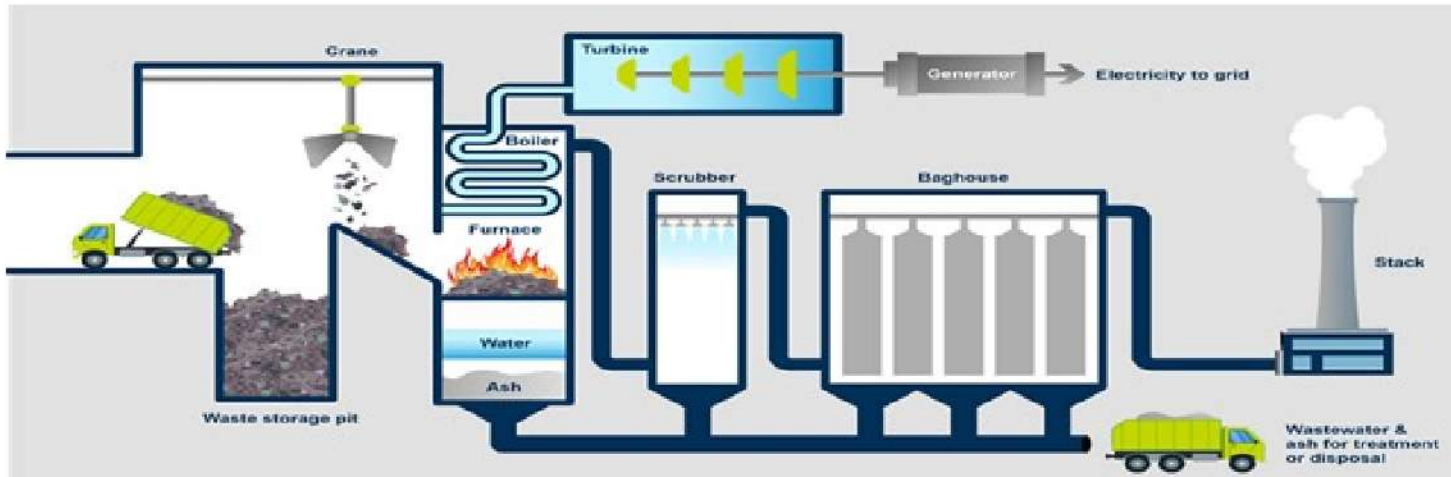 Crane
Turbine
Generator
Electricity to grid
Boiler
Scrubber
Baghouse
Furnace
Stack
Water
Ash
Waste storage pit
Wastewater &
ash for treatment
or disposal